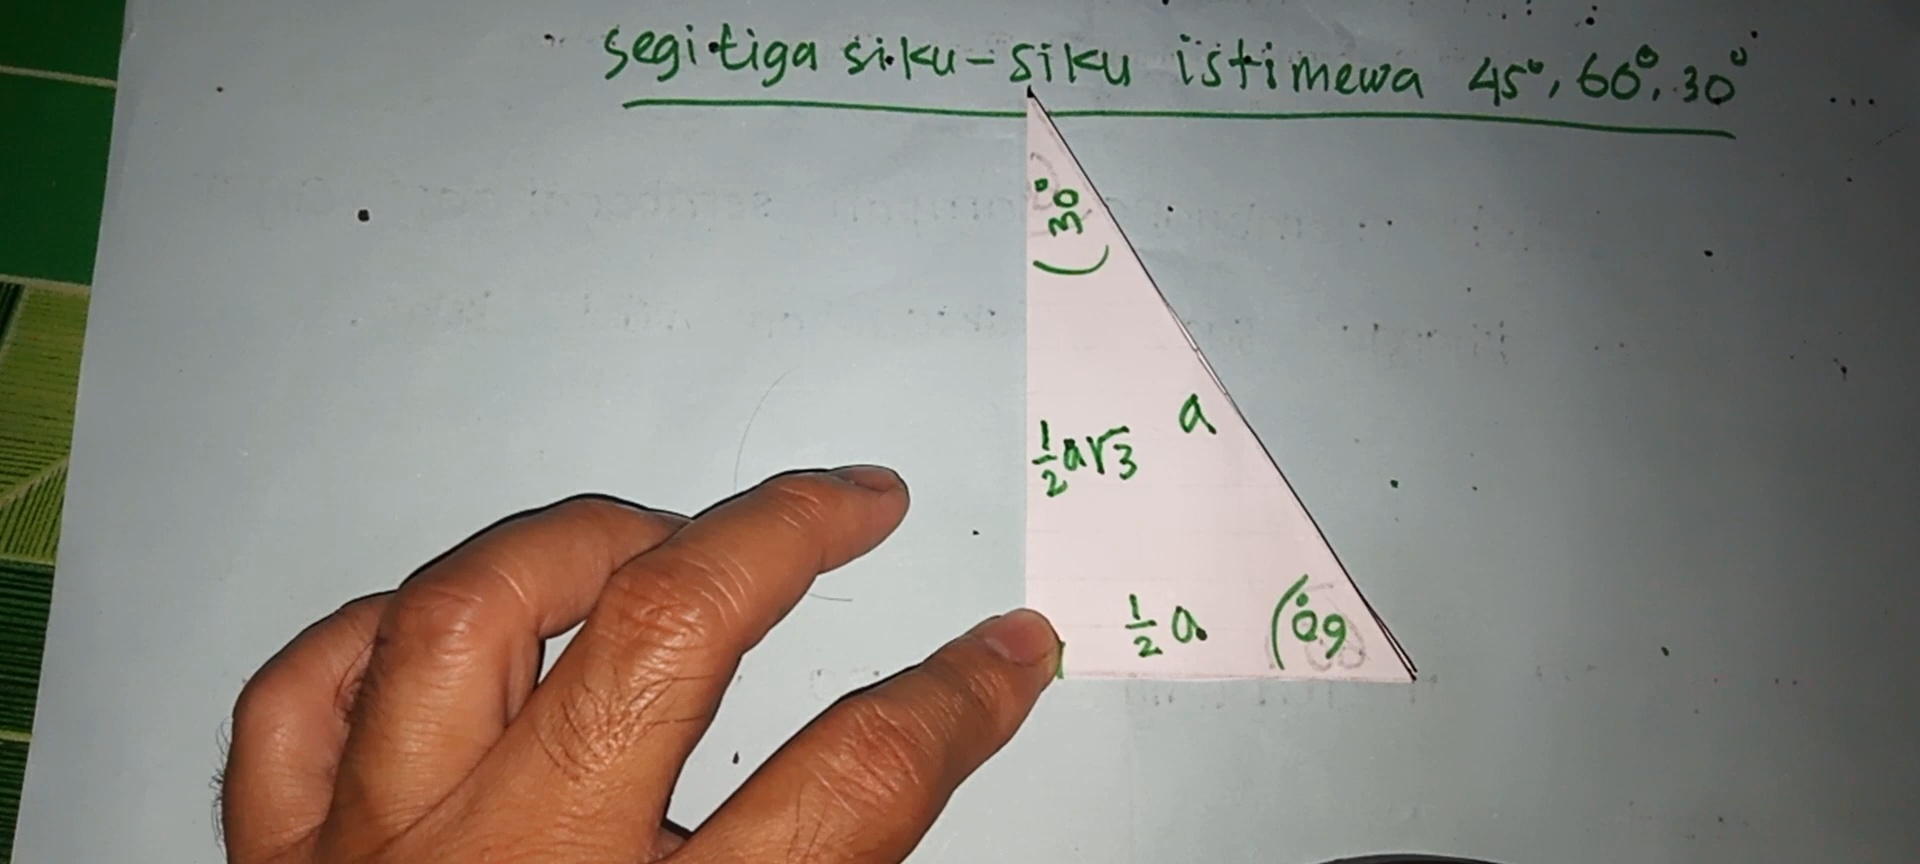 segitiga siku-siku istimewa 45°, 60°, 30°
30°
a
½a√3
½a
60°